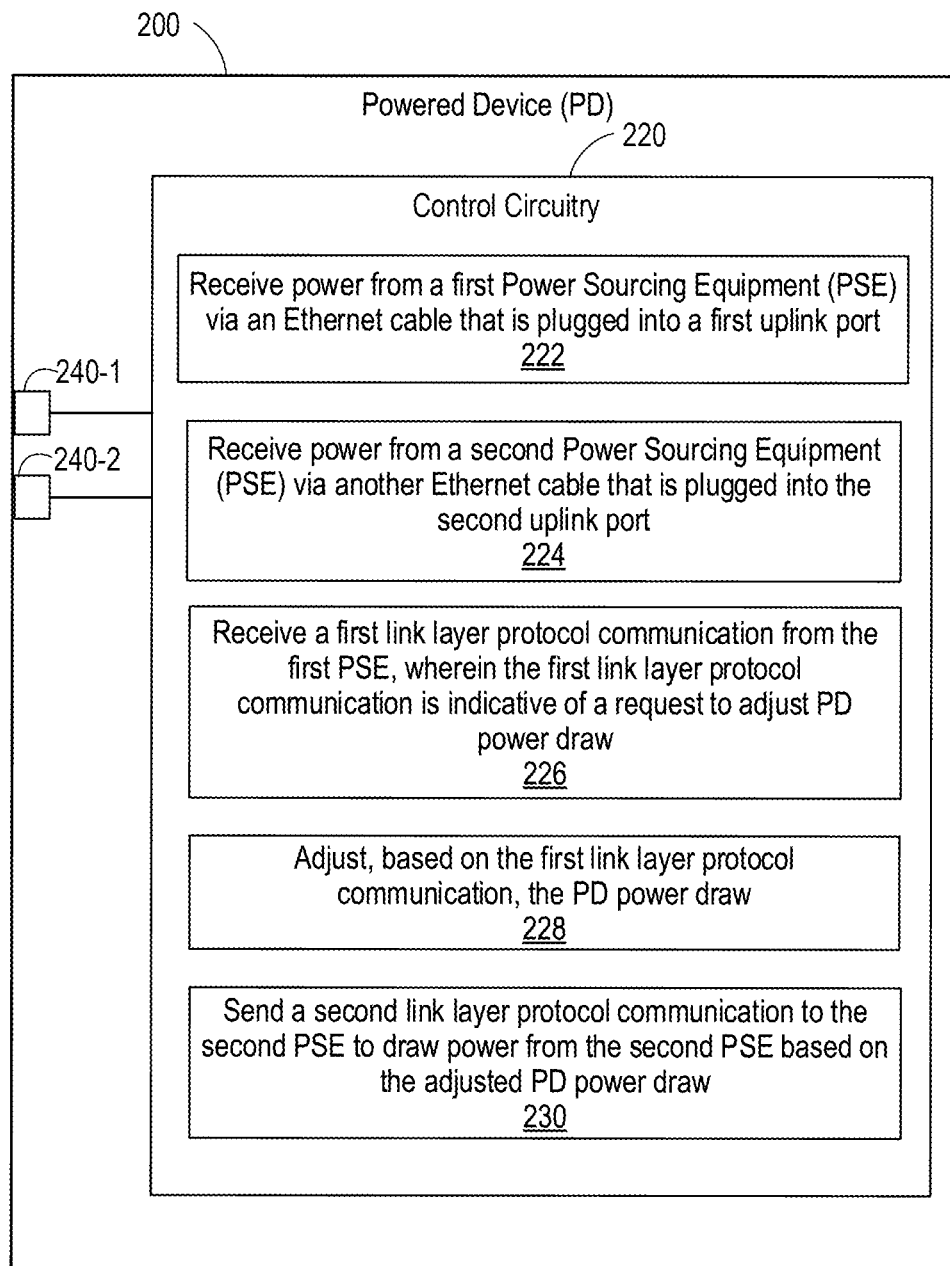 200
Powered Device (PD)
220
Control Circuitry
Receive power from a first Power Sourcing Equipment (PSE)
via an Ethernet cable that is plugged into a first uplink port
222
240-1
240-2
Receive power from a second Power Sourcing Equipment
(PSE) via another Ethernet cable that is plugged into the
second uplink port
224
Receive a first link layer protocol communication from the
first PSE, wherein the first link layer protocol
communication is indicative of a request to adjust PD
power draw
226
Adjust, based on the first link layer protocol
communication, the PD power draw
228
Send a second link layer protocol communication to the
second PSE to draw power from the second PSE based on
the adjusted PD power draw
230